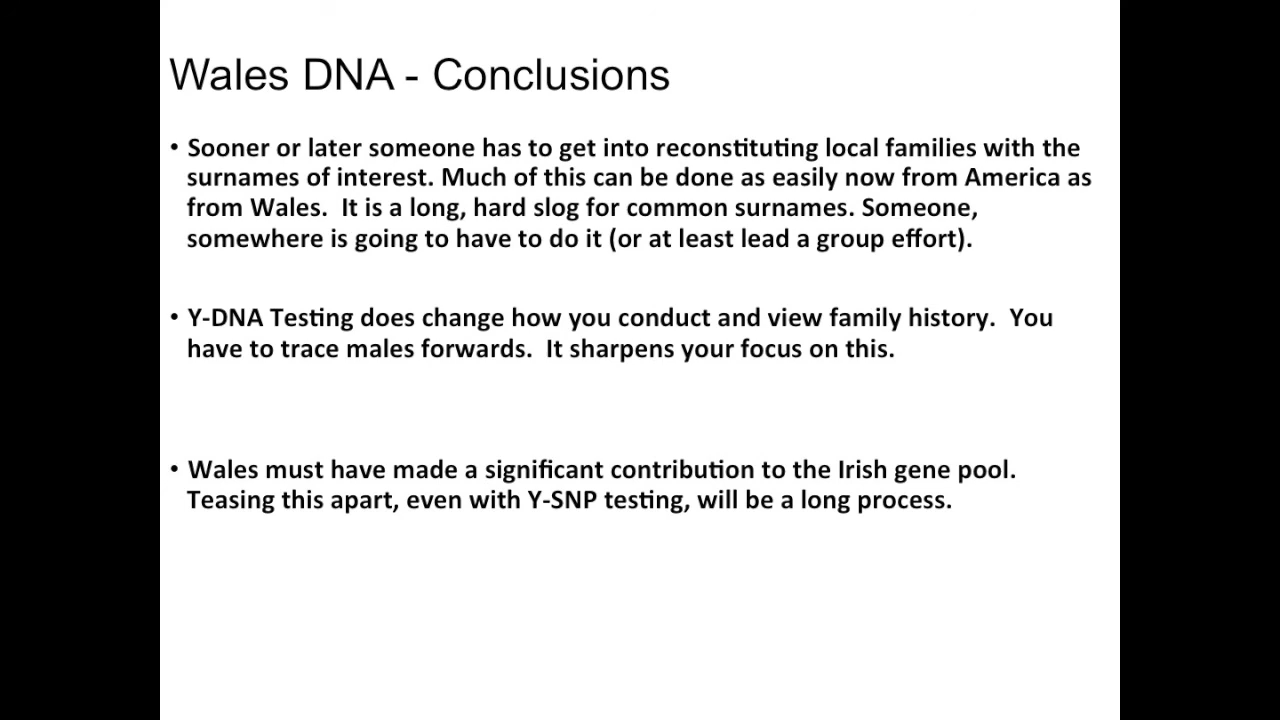 Wales DNA - Conclusions
• Sooner or later someone has to get into reconstituting local families with the
surnames of interest. Much of this can be done as easily now from America as
from Wales.  It is a long, hard slog for common surnames. Someone,
somewhere is going to have to do it (or at least lead a group effort).
• Y-DNA Testing does change how you conduct and view family history.  You
have to trace males forwards.  It sharpens your focus on this.
• Wales must have made a significant contribution to the Irish gene pool.
Teasing this apart, even with Y-SNP testing, will be a long process.